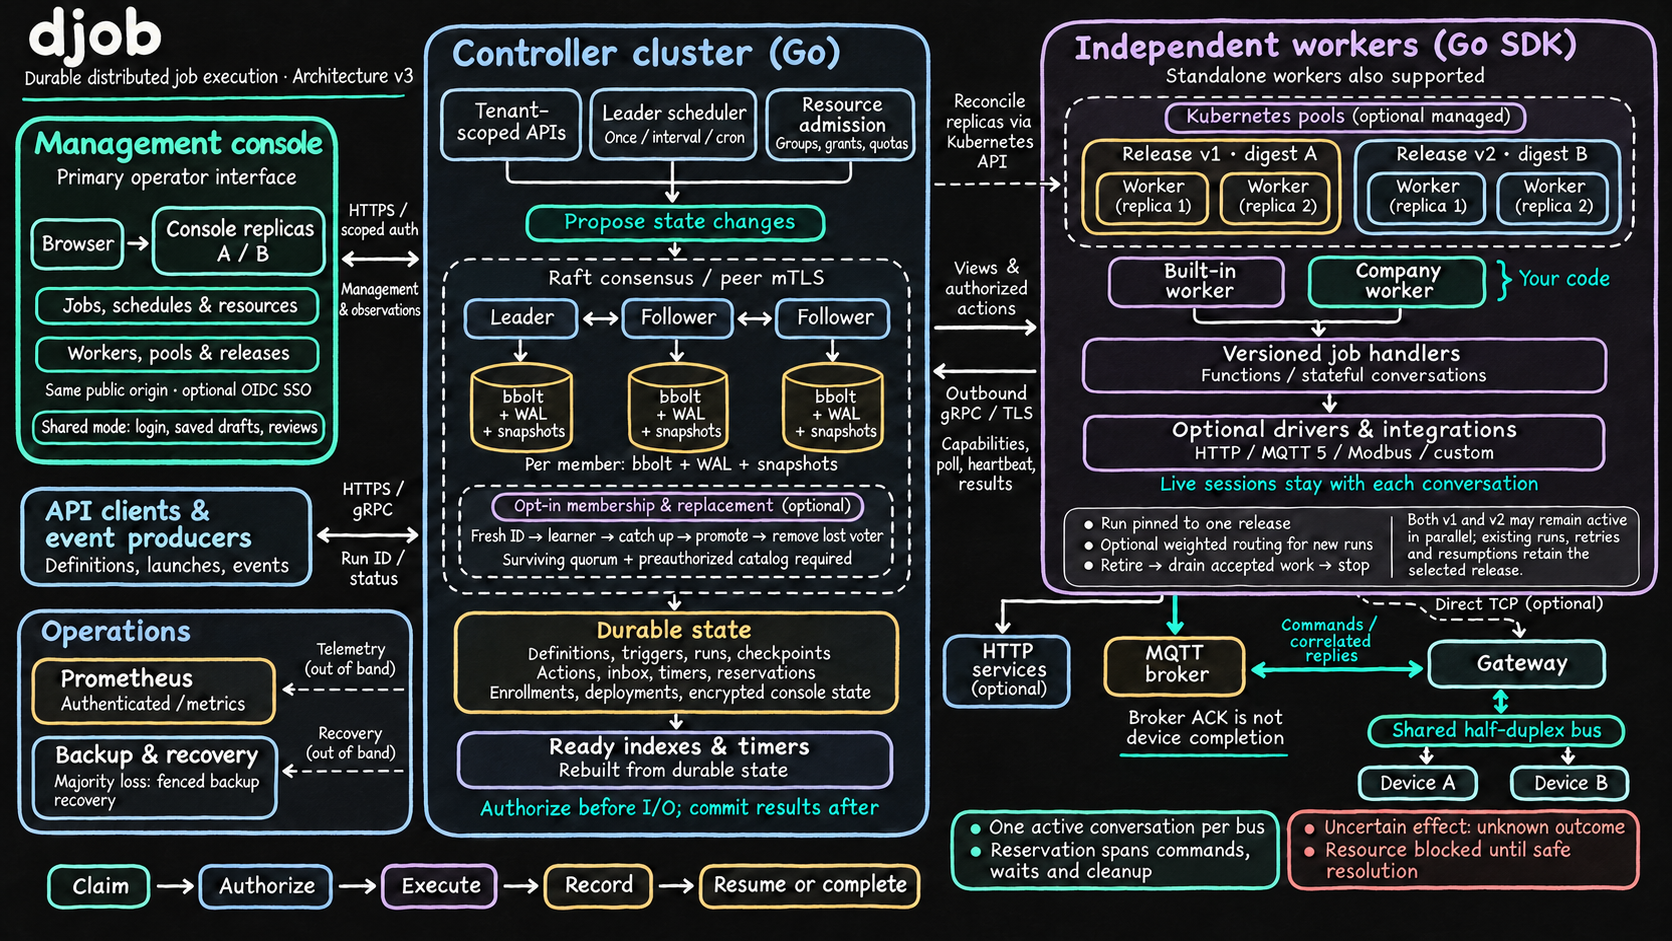 djob
Durable distributed job execution · Architecture v3
Management console
Primary operator interface
Browser
Console replicas
A / B
Jobs, schedules & resources
Workers, pools & releases
Same public origin · optional OIDC SSO
Shared mode: login, saved drafts, reviews
HTTPS /
scoped auth
Management
& observations
API clients &
event producers
Definitions, launches, events
HTTPS /
gRPC
Run ID /
status
Operations
Prometheus
Authenticated /metrics
Telemetry
(out of band)
Backup & recovery
Majority loss: fenced backup
recovery
Recovery
(out of band)
Controller cluster (Go)
Tenant-
scoped APIs
Leader scheduler
Once / interval / cron
Resource
admission
Groups, grants, quotas
Propose state changes
Raft consensus / peer mTLS
Leader
Follower
Follower
bbolt
+ WAL
+ snapshots
bbolt
+ WAL
+ snapshots
bbolt
+ WAL
+ snapshots
Per member: bbolt + WAL + snapshots
Opt-in membership & replacement (optional)
Fresh ID → learner → catch up → promote → remove lost voter
Surviving quorum + preauthorized catalog required
Durable state
Definitions, triggers, runs, checkpoints
Actions, inbox, timers, reservations
Enrollments, deployments, encrypted console state
Ready indexes & timers
Rebuilt from durable state
Authorize before I/O; commit results after
Reconcile
replicas via
Kubernetes
API
Views &
authorized
actions
Outbound
gRPC / TLS
Capabilities,
poll, heartbeat,
results
Independent workers (Go SDK)
Standalone workers also supported
Kubernetes pools (optional managed)
Release v1 · digest A
Worker
(replica 1)
Worker
(replica 2)
Release v2 · digest B
Worker
(replica 1)
Worker
(replica 2)
Built-in
worker
Company
worker
Your code
Versioned job handlers
Functions / stateful conversations
Optional drivers & integrations
HTTP / MQTT 5 / Modbus / custom
Live sessions stay with each conversation
• Run pinned to one release
• Optional weighted routing for new runs
• Retire → drain accepted work → stop
Both v1 and v2 may remain active
in parallel; existing runs, retries
and resumptions retain the
selected release.
Direct TCP (optional)
HTTP
services
(optional)
MQTT
broker
Commands /
correlated
replies
Gateway
Broker ACK is not
device completion
Shared half-duplex bus
Device A
Device B
• One active conversation per bus
• Reservation spans commands,
waits and cleanup
• Uncertain effect: unknown outcome
• Resource blocked until safe
resolution
Claim → Authorize → Execute → Record → Resume or complete